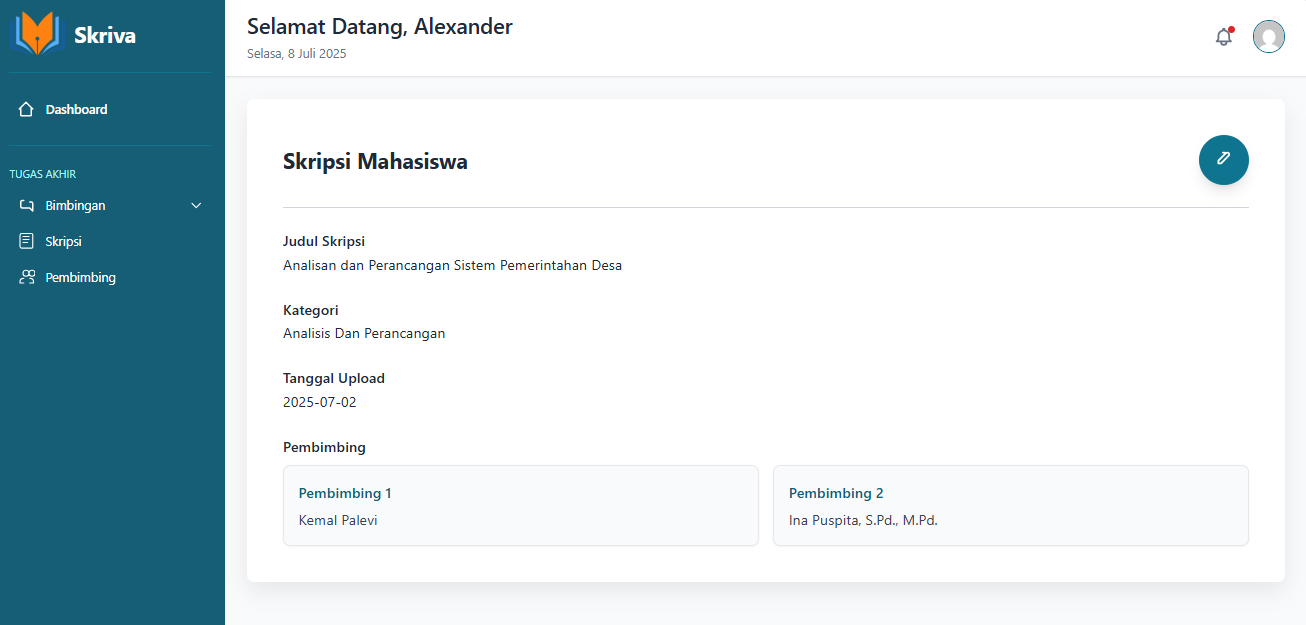 Skriva
Selamat Datang, Alexander
Selasa, 8 Juli 2025
Dashboard
TUGAS AKHIR
Bimbingan
Skripsi
Pembimbing
Skripsi Mahasiswa
Judul Skripsi
Analisan dan Perancangan Sistem Pemerintahan Desa
Kategori
Analisis Dan Perancangan
Tanggal Upload
2025-07-02
Pembimbing
Pembimbing 1
Kemal Palevi
Pembimbing 2
Ina Puspita, S.Pd., M.Pd.